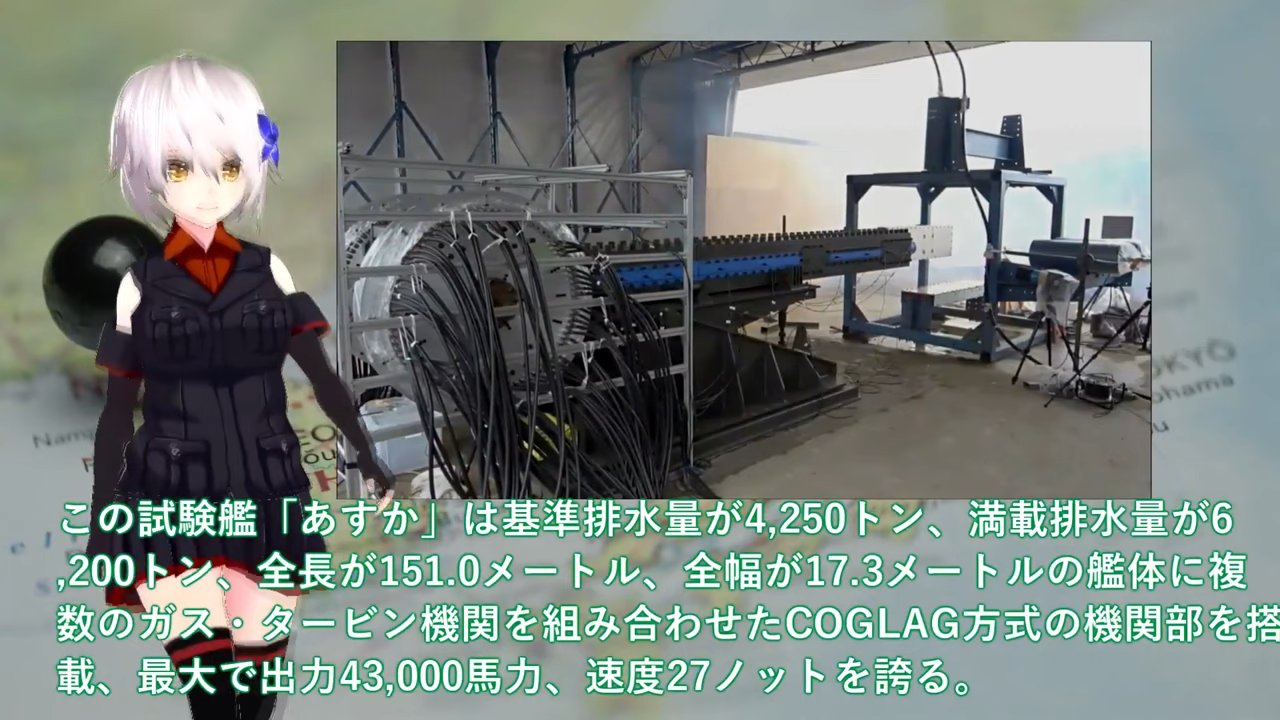 この試験艦「あすか」は基準排水量が4,250トン、満載排水量が6
,200トン、全長が151.0メートル、全幅が17.3メートルの艦体に複
数のガス・タービン機関を組み合わせたCOGLAG方式の機関部を搭
載、最大で出力43,000馬力、速度27ノットを誇る。